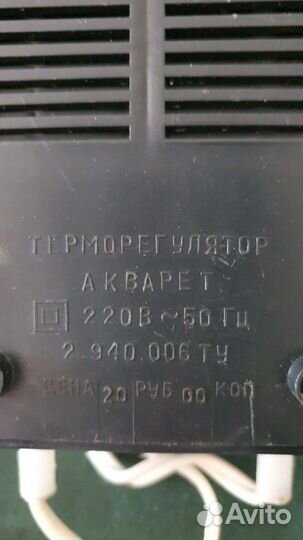 ТЕРМОРЕГУЛЯТОР
АКВАРЕТ
220В ~50 ГЦ
2.940.006 ТУ
ЦЕНА 20 РУБ 00 КОП
Avito